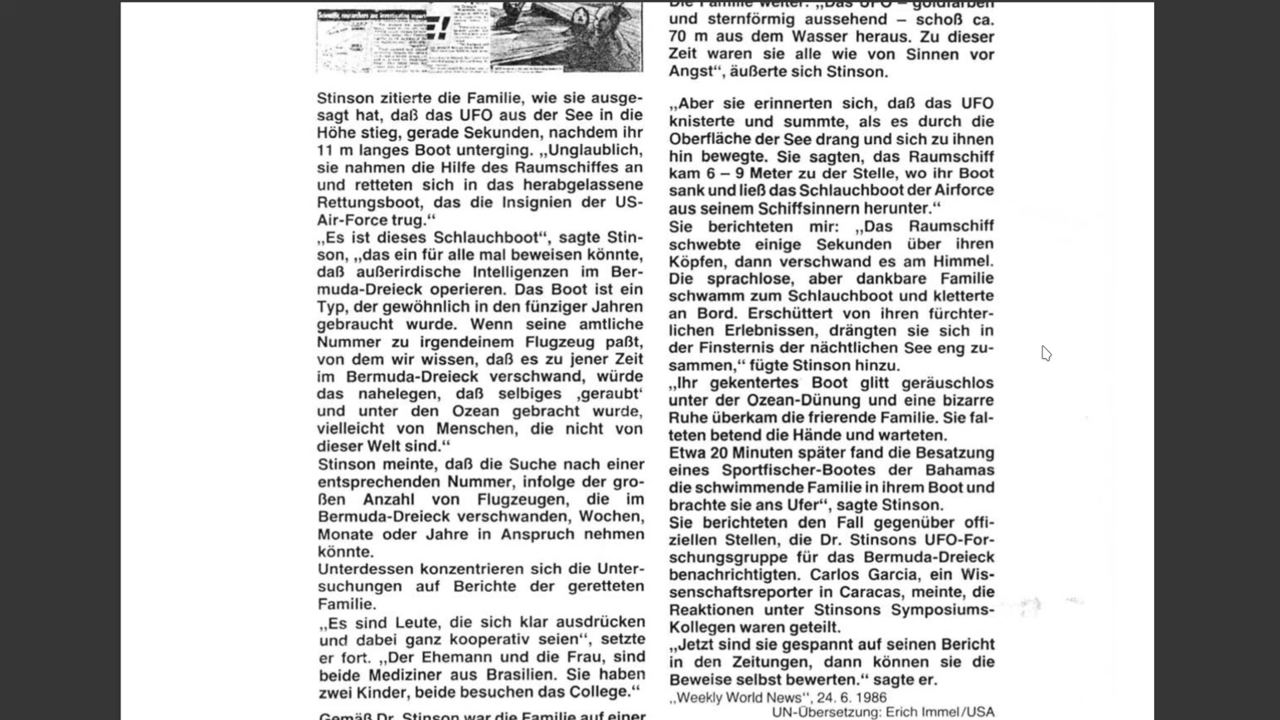 Stinson zitierte die Familie, wie sie ausge-
sagt hat, daß das UFO aus der See in die
Höhe stieg, gerade Sekunden, nachdem ihr
11 m langes Boot unterging. „Unglaublich,
sie nahmen die Hilfe des Raumschiffes an
und retteten sich in das herabgelassene
Rettungsboot, das die Insignien der US-
Air-Force trug.“
„Es ist dieses Schlauchboot“, sagte Stin-
son, „das ein für alle mal beweisen könnte,
daß außerirdische Intelligenzen im Ber-
muda-Dreieck operieren. Das Boot ist ein
Typ, der gewöhnlich in den fünziger Jahren
gebraucht wurde. Wenn seine amtliche
Nummer zu irgendeinem Flugzeug paßt,
von dem wir wissen, daß es zu jener Zeit
im Bermuda-Dreieck verschwand, würde
das nahelegen, daß selbiges ‚geraubt‘
und unter den Ozean gebracht wurde,
vielleicht von Menschen, die nicht von
dieser Welt sind.“
Stinson meinte, daß die Suche nach einer
entsprechenden Nummer, infolge der gro-
ßen Anzahl von Flugzeugen, die im
Bermuda-Dreieck verschwanden, Wochen,
Monate oder Jahre in Anspruch nehmen
könnte.
Unterdessen konzentrieren sich die Unter-
suchungen auf Berichte der geretteten
Familie.
„Es sind Leute, die sich klar ausdrücken
und dabei ganz kooperativ seien“, setzte
er fort. „Der Ehemann und die Frau, sind
beide Mediziner aus Brasilien. Sie haben
zwei Kinder, beide besuchen das College.“
Gemäß Dr. Stinson war die Familie auf einer
Die Familie weiter: „Das UFO – goldfarben
und sternförmig aussehend – schoß ca.
70 m aus dem Wasser heraus. Zu dieser
Zeit waren sie alle wie von Sinnen vor
Angst“, äußerte sich Stinson.
„Aber sie erinnerten sich, daß das UFO
knisterte und summte, als es durch die
Oberfläche der See drang und sich zu ihnen
hin bewegte. Sie sagten, das Raumschiff
kam 6 – 9 Meter zu der Stelle, wo ihr Boot
sank und ließ das Schlauchboot der Airforce
aus seinem Schiffsinnern herunter.“
Sie berichteten mir: „Das Raumschiff
schwebte einige Sekunden über ihren
Köpfen, dann verschwand es am Himmel.
Die sprachlose, aber dankbare Familie
schwamm zum Schlauchboot und kletterte
an Bord. Erschüttert von ihren fürchter-
lichen Erlebnissen, drängten sie sich in
der Finsternis der nächtlichen See eng zu-
sammen,“ fügte Stinson hinzu.
„Ihr gekentertes Boot glitt geräuschlos
unter der Ozean-Dünung und eine bizarre
Ruhe überkam die frierende Familie. Sie fal-
teten betend die Hände und warteten.
Etwa 20 Minuten später fand die Besatzung
eines Sportfischer-Bootes der Bahamas
die schwimmende Familie in ihrem Boot und
brachte sie ans Ufer“, sagte Stinson.
Sie berichteten den Fall gegenüber offi-
ziellen Stellen, die Dr. Stinsons UFO-For-
schungsgruppe für das Bermuda-Dreieck
benachrichtigten. Carlos Garcia, ein Wis-
senschaftsreporter in Caracas, meinte, die
Reaktionen unter Stinsons Symposiums-
Kollegen waren geteilt.
„Jetzt sind sie gespannt auf seinen Bericht
in den Zeitungen, dann können sie die
Beweise selbst bewerten.“ sagte er.
„Weekly World News“, 24. 6. 1986
UN-Übersetzung: Erich Immel/USA